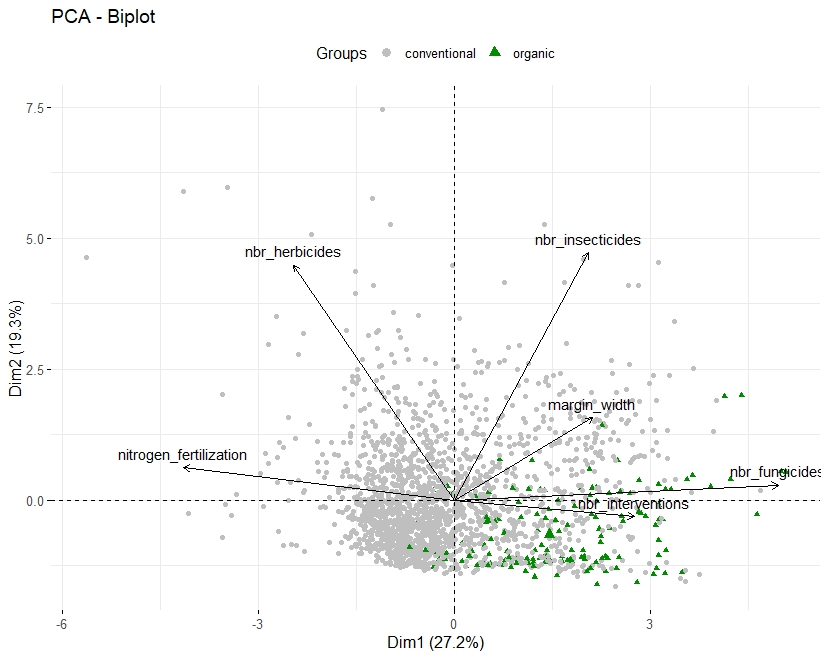 PCA - Biplot
Groups conventional organic
7.5
5.0
2.5
0.0
Dim2 (19.3%)
nbr_herbicides
nbr_insecticides
margin_width
nitrogen_fertilization
nbr_fungicides
nbr_interventions
-6 -3 0 3
Dim1 (27.2%)